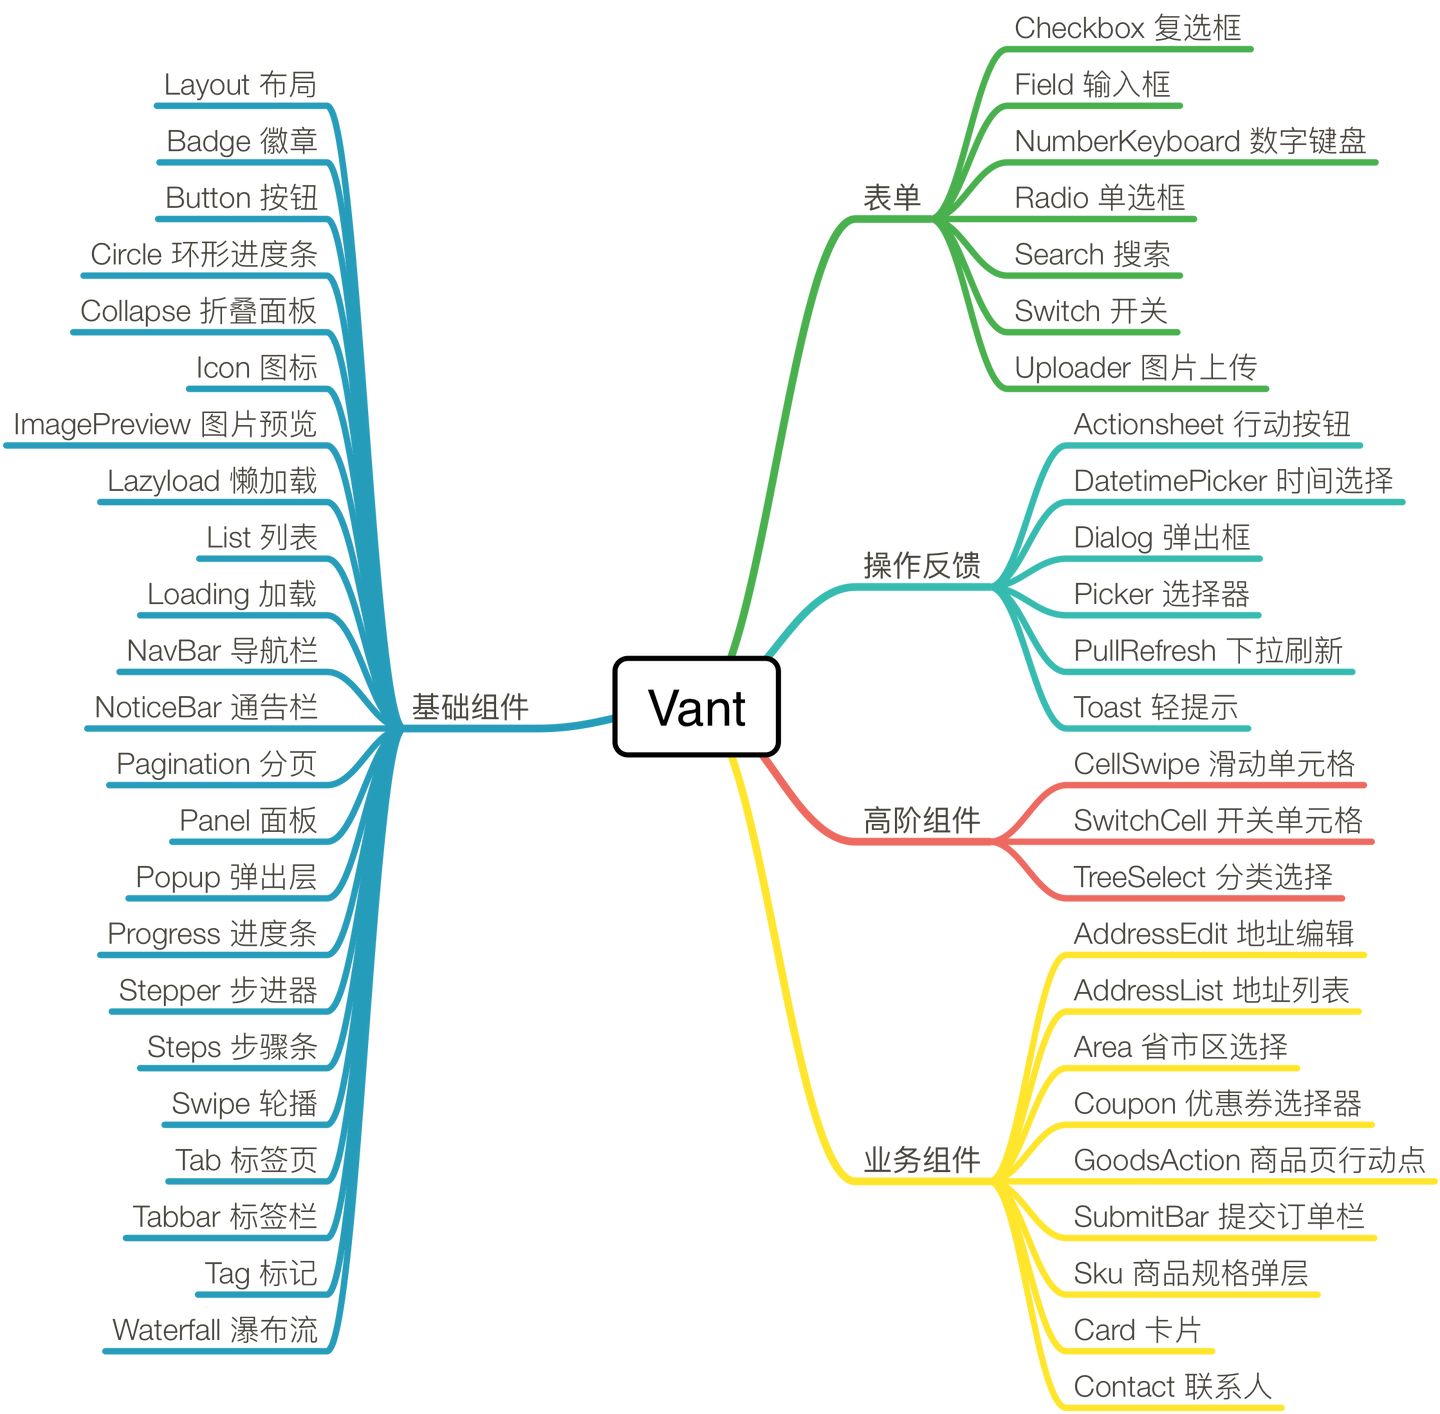 Vant
基础组件
Layout 布局
Badge 徽章
Button 按钮
Circle 环形进度条
Collapse 折叠面板
Icon 图标
ImagePreview 图片预览
Lazyload 懒加载
List 列表
Loading 加载
NavBar 导航栏
NoticeBar 通告栏
Pagination 分页
Panel 面板
Popup 弹出层
Progress 进度条
Stepper 步进器
Steps 步骤条
Swipe 轮播
Tab 标签页
Tabbar 标签栏
Tag 标记
Waterfall 瀑布流
表单
Checkbox 复选框
Field 输入框
NumberKeyboard 数字键盘
Radio 单选框
Search 搜索
Switch 开关
Uploader 图片上传
操作反馈
Actionsheet 行动按钮
DatetimePicker 时间选择
Dialog 弹出框
Picker 选择器
PullRefresh 下拉刷新
Toast 轻提示
高阶组件
CellSwipe 滑动单元格
SwitchCell 开关单元格
TreeSelect 分类选择
业务组件
AddressEdit 地址编辑
AddressList 地址列表
Area 省市区选择
Coupon 优惠券选择器
GoodsAction 商品页行动点
SubmitBar 提交订单栏
Sku 商品规格弹层
Card 卡片
Contact 联系人